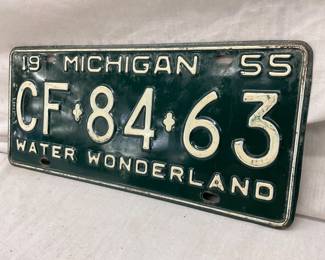 19 MICHIGAN 55
CF 84 63
WATER WONDERLAND